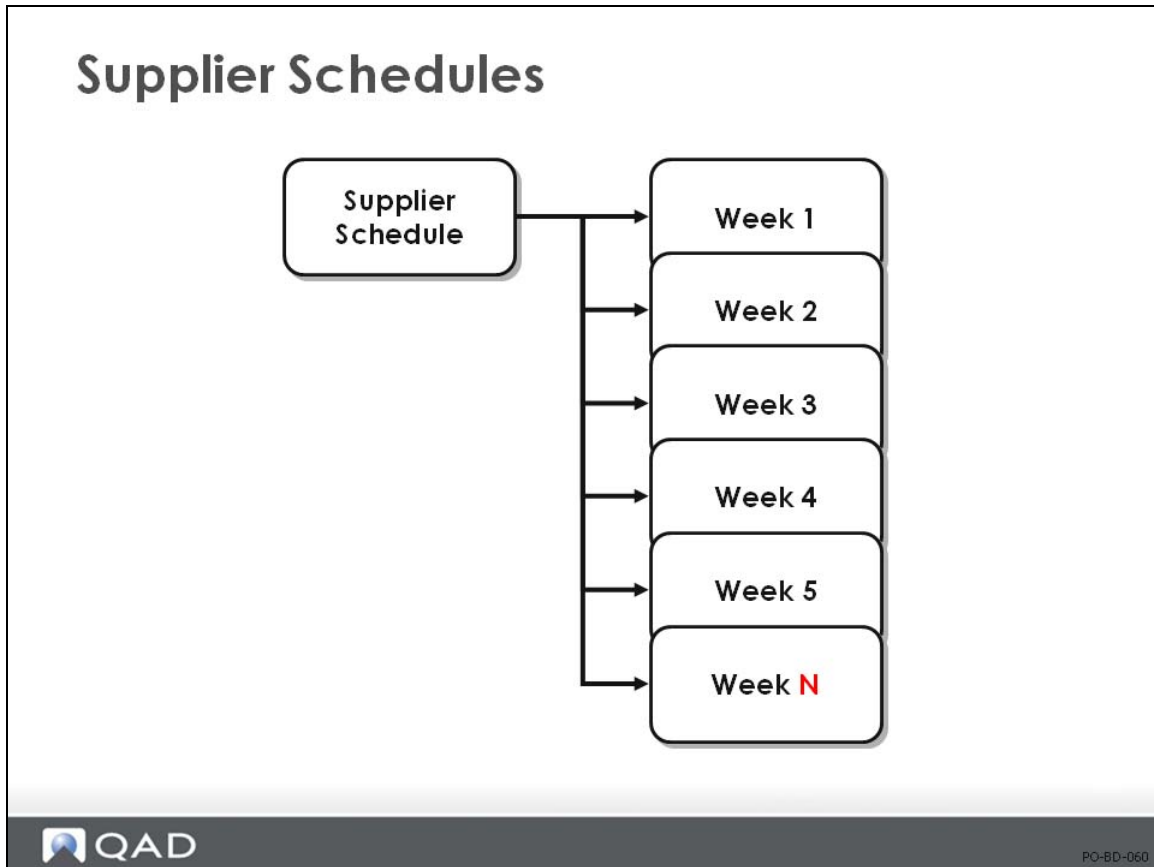 Supplier Schedules
Supplier
Schedule
Week 1
Week 2
Week 3
Week 4
Week 5
Week N
QAD
PO-BD-060